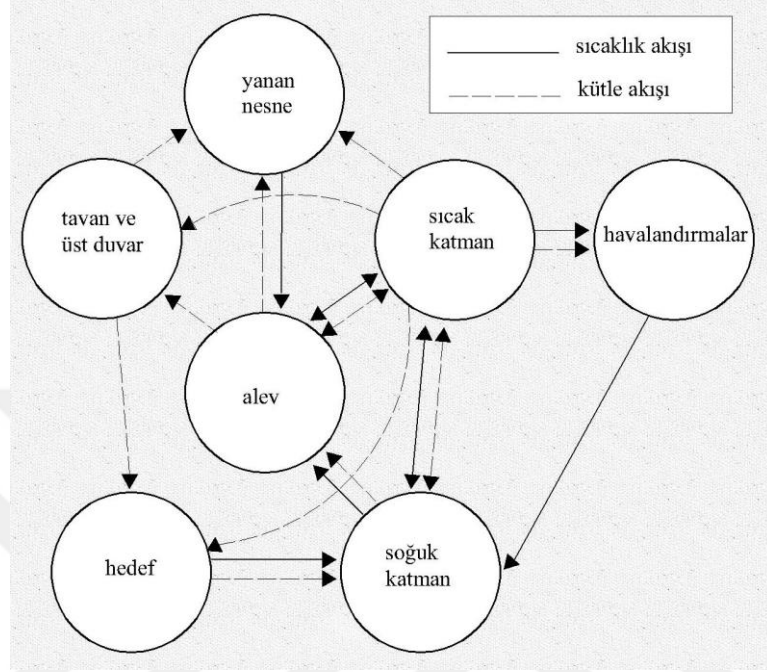 sıcaklık akışı
kütle akışı
yanan
nesne
tavan ve
üst duvar
sıcak
katman
havalandırmalar
alev
hedef
soğuk
katman